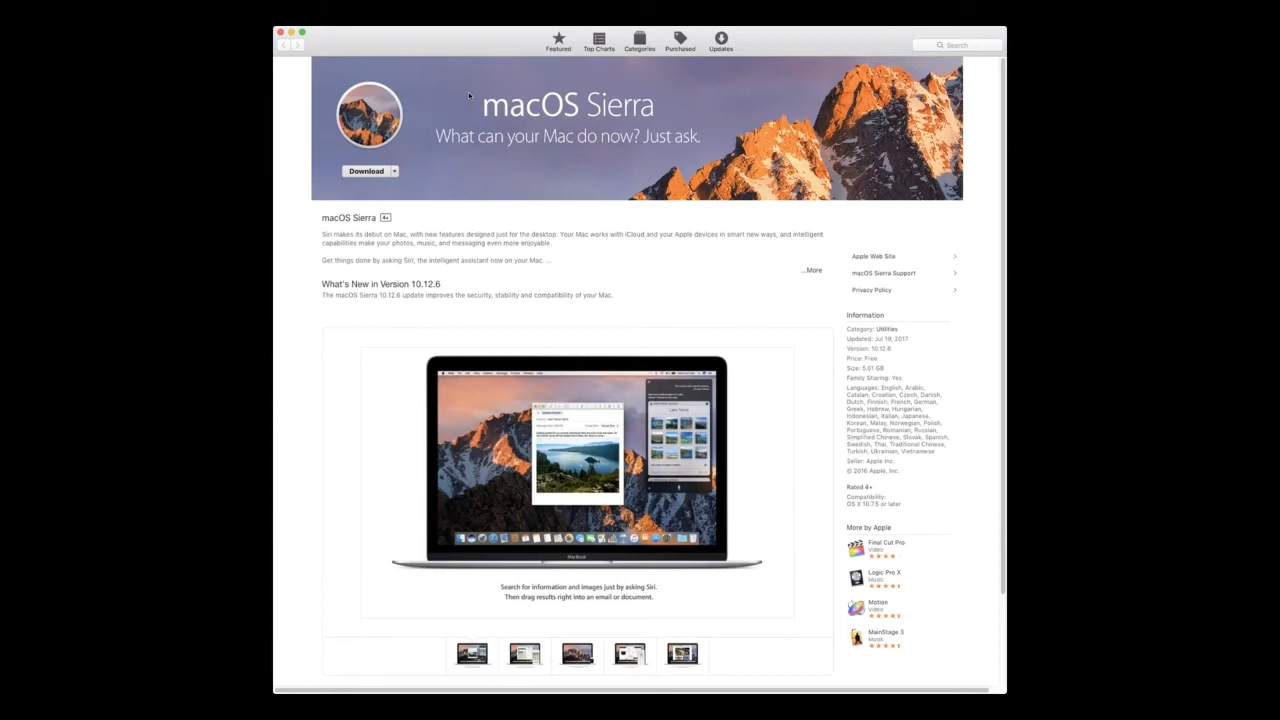 Featured
Top Charts
Categories
Purchased
Updates
Search
macOS Sierra
What can your Mac do now? Just ask.
Download
macOS Sierra 4+
Siri makes its debut on Mac, with new features designed just for the desktop. Your Mac works with iCloud and your Apple devices in smart new ways, and intelligent
capabilities make your photos, music, and messaging even more enjoyable.
Get things done by asking Siri, the intelligent assistant now on your Mac. ...
...More
What's New in Version 10.12.6
The macOS Sierra 10.12.6 update improves the security, stability and compatibility of your Mac.
MacBook
Search for information and images just by asking Siri.
Then drag results right into an email or document.
Apple Web Site
macOS Sierra Support
Privacy Policy
Information
Category: Utilities
Updated: Jul 19, 2017
Version: 10.12.6
Price: Free
Size: 5.01 GB
Family Sharing: Yes
Languages: English, Arabic,
Catalan, Croatian, Czech, Danish,
Dutch, Finnish, French, German,
Greek, Hebrew, Hungarian,
Indonesian, Italian, Japanese,
Korean, Malay, Norwegian, Polish,
Portuguese, Romanian, Russian,
Simplified Chinese, Slovak, Spanish,
Swedish, Thai, Traditional Chinese,
Turkish, Ukrainian, Vietnamese
Seller: Apple Inc.
© 2016 Apple, Inc.
Rated 4+
Compatibility:
OS X 10.7.5 or later
More by Apple
Final Cut Pro
Video
Logic Pro X
Music
Motion
Video
MainStage 3
Music